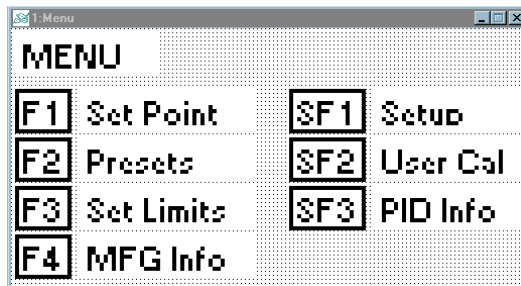 1:Menu
MENU
F1 Set Point SF1 Setup
F2 Presets SF2 User Cal
F3 Set Limits SF3 PID Info
F4 MFG Info